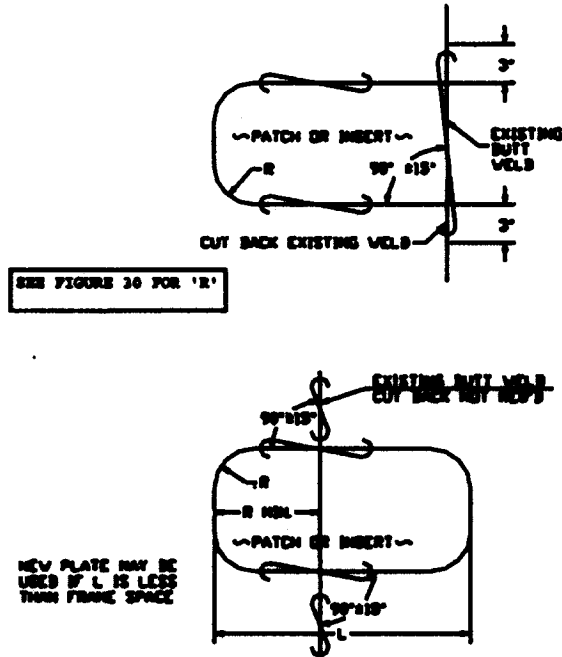 3"
~PATCH OR INSERT~
EXISTING
BUTT
WELD
R
90° ±15°
3"
CUT BACK EXISTING WELD
SEE FIGURE 30 FOR 'R'
EXISTING BUTT WELD
CUT BACK NOT REQ'D
90°±15°
R
R MIN.
~PATCH OR INSERT~
NEW PLATE MAY BE
USED IF L IS LESS
THAN FRAME SPACE
90°±15°
L